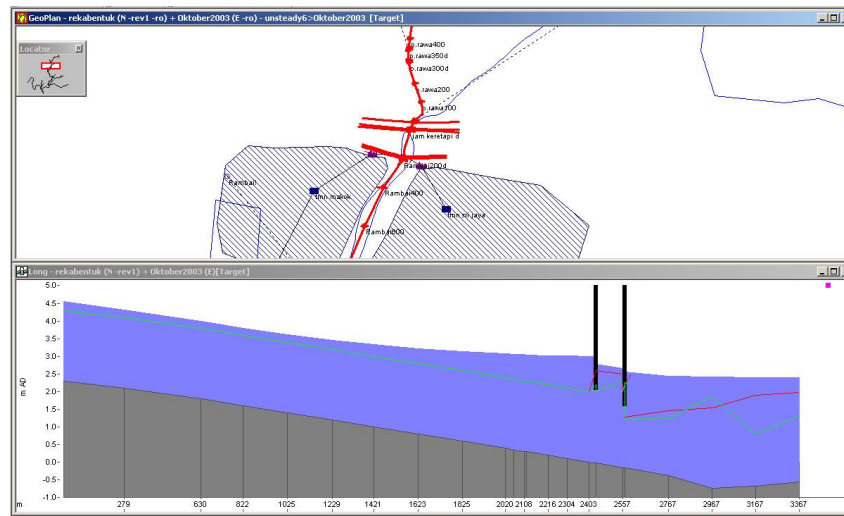 GeoPlan - rekabentuk (N -rev1 -ro) + Oktober2003 (E -ro) - unsteady6>Oktober2003 [Target]
Locator
p.rawa400
p.rawa350d
p.rawa300d
p.rawa200
p.rawa100
jam keretapi d
Rambai200d
Rambai400
tmn makok
tmn sri jaya
Long - rekabentuk (N -rev1) + Oktober2003 (E)[Target]
5.0
4.5
4.0
3.5
3.0
2.5
2.0
1.5
1.0
0.5
0.0
-0.5
-1.0
m AD
m 279 630 822 1025 1229 1421 1623 1825 2020 2108 2216 2304 2403 2557 2767 2967 3167 3367